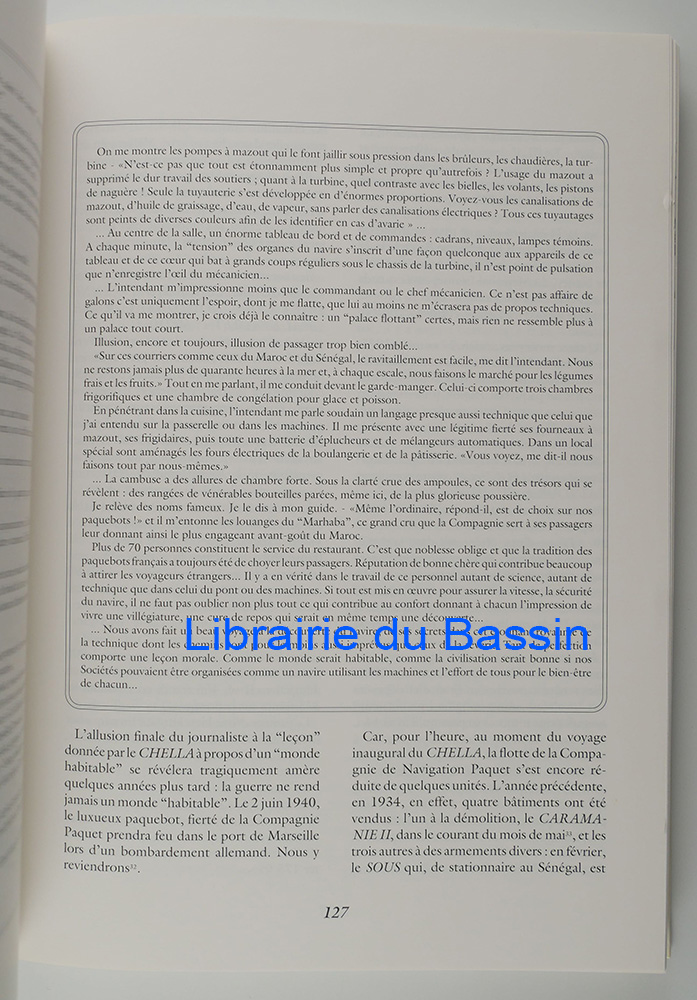 On me montre les pompes à mazout qui le font jaillir sous pression dans les brûleurs, les chaudières, la tur-
bine - «N'est-ce pas que tout est étonnamment plus simple et propre qu'autrefois ? L'usage du mazout a
supprimé le dur travail des soutiers ; quant à la turbine, quel contraste avec les bielles, les volants, les pistons
de naguère ! Seule la tuyauterie s'est développée en d'énormes proportions. Voyez-vous les canalisations de
mazout, d'huile de graissage, d'eau, de vapeur, sans parler des canalisations électriques ? Tous ces tuyautages
sont peints de diverses couleurs afin de les identifier en cas d'avarie » ...
... Au centre de la salle, un énorme tableau de bord et de commandes : cadrans, niveaux, lampes témoins.
A chaque minute, la "tension" des organes du navire s'inscrit d'une façon quelconque aux appareils de ce
tableau et de ce cœur qui bat à grands coups réguliers sous le chassis de la turbine, il n'est point de pulsation
que n'enregistre l'œil du mécanicien...
... L'intendant m'impressionne moins que le commandant ou le chef mécanicien. Ce n'est pas affaire de
galons c'est uniquement l'espoir, dont je me flatte, que lui au moins ne m'écrasera pas de propos techniques.
Ce qu'il va me montrer, je crois déjà le connaître : un "palace flottant" certes, mais rien ne ressemble plus à
un palace tout court.
Illusion, encore et toujours, illusion de passager trop bien comblé...
«Sur ces courriers comme ceux du Maroc et du Sénégal, le ravitaillement est facile, me dit l'intendant. Nous
ne restons jamais plus de quarante heures à la mer et, à chaque escale, nous faisons le marché pour les légumes
frais et les fruits.» Tout en me parlant, il me conduit devant le garde-manger. Celui-ci comporte trois chambres
frigorifiques et une chambre de congélation pour glace et poisson.
En pénétrant dans la cuisine, l'intendant me parle soudain un langage presque aussi technique que celui que
j'ai entendu sur la passerelle ou dans les machines. Il me présente avec une légitime fierté ses fourneaux à
mazout, ses frigidaires, puis toute une batterie d'éplucheurs et de mélangeurs automatiques. Dans un local
spécial sont aménagés les fours électriques de la boulangerie et de la pâtisserie. «Vous voyez, me dit-il nous
faisons tout par nous-mêmes.»
... La cambuse a des allures de chambre forte. Sous la clarté crue des ampoules, ce sont des trésors qui se
révèlent : des rangées de vénérables bouteilles parées, même ici, de la plus glorieuse poussière.
Je relève des noms fameux. Je le dis à mon guide. - «Même l'ordinaire, répond-il, est de choix sur nos
paquebots !» et il m'entonne les louanges du "Marhaba", ce grand cru que la Compagnie sert à ses passagers
leur donnant ainsi le plus engageant avant-goût du Maroc.
Plus de 70 personnes constituent le service du restaurant. C'est que noblesse oblige et que la tradition des
paquebots français a toujours été de choyer leurs passagers. Réputation de bonne chère qui contribue beaucoup
à attirer les voyageurs étrangers... Il y a en vérité dans le travail de ce personnel autant de science, autant de
technique que dans celui du pont ou des machines. Si tout est mis en œuvre pour assurer la vitesse, la sécurité
du navire, il ne faut pas oublier non plus tout ce qui contribue au confort donnant à chacun l'impression de
vivre une villégiature, une cure de repos qui serait en même temps une découverte...
... Nous avons fait un beau voyage
la technique dont les
comporte une leçon morale. Comme le monde serait habitable, comme la civilisation serait bonne si nos
Sociétés pouvaient être organisées comme un navire utilisant les machines et l'effort de tous pour le bien-être
de chacun...
Librairie du Bassin
L'allusion finale du journaliste à la "leçon"
donnée par le CHELLA à propos d'un "monde
habitable" se révélera tragiquement amère
quelques années plus tard : la guerre ne rend
jamais un monde "habitable". Le 2 juin 1940,
le luxueux paquebot, fierté de la Compagnie
Paquet prendra feu dans le port de Marseille
lors d'un bombardement allemand. Nous y
reviendrons³².
Car, pour l'heure, au moment du voyage
inaugural du CHELLA, la flotte de la Compa-
gnie de Navigation Paquet s'est encore ré-
duite de quelques unités. L'année précédente,
en 1934, en effet, quatre bâtiments ont été
vendus : l'un à la démolition, le CARAMA-
NIE II, dans le courant du mois de mai³³, et les
trois autres à des armements divers : en février,
le SOUS qui, de stationnaire au Sénégal, est
127